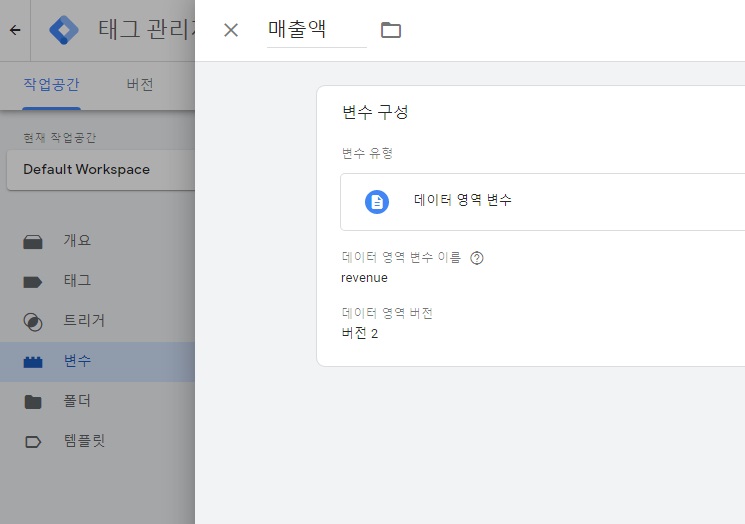 태그 관리자
매출액
작업공간
버전
현재 작업공간
Default Workspace
개요
태그
트리거
변수
폴더
템플릿
변수 구성
변수 유형
데이터 영역 변수
데이터 영역 변수 이름
revenue
데이터 영역 버전
버전 2